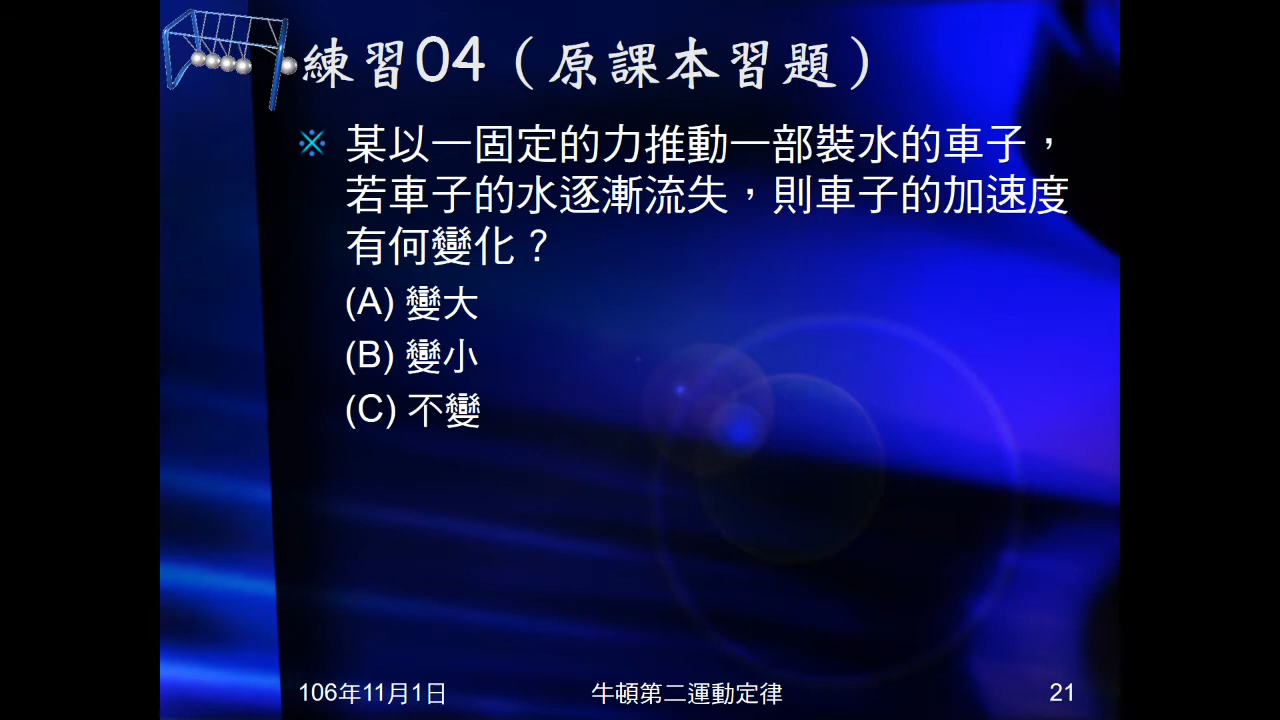 練習04（原課本習題）
※ 某以一固定的力推動一部裝水的車子，
若車子的水逐漸流失，則車子的加速度
有何變化？
(A) 變大
(B) 變小
(C) 不變
106年11月1日 牛頓第二運動定律 21